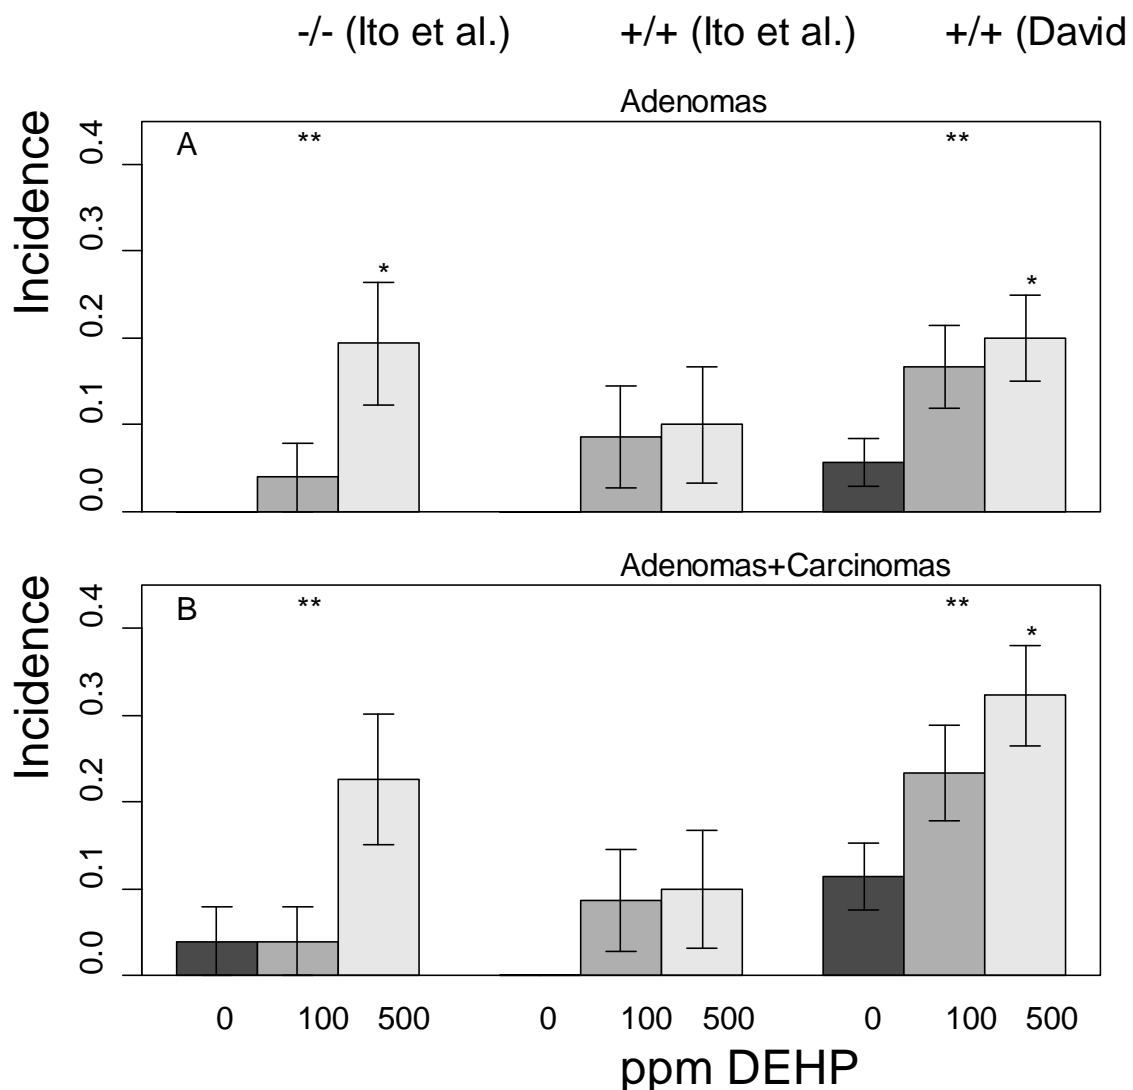 -/- (Ito et al.) +/+ (Ito et al.) +/+ (David
Adenomas
A ** **
* *
Incidence
0.4
0.3
0.2
0.1
0.0
Adenomas+Carcinomas
B ** **
*
Incidence
0.4
0.3
0.2
0.1
0.0
0 100 500 0 100 500 0 100 500
ppm DEHP